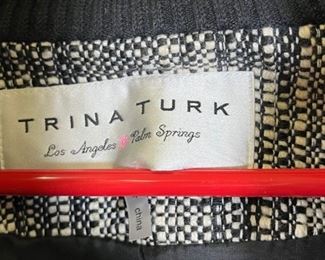 TRINA TURK
Los Angeles & Palm Springs
china